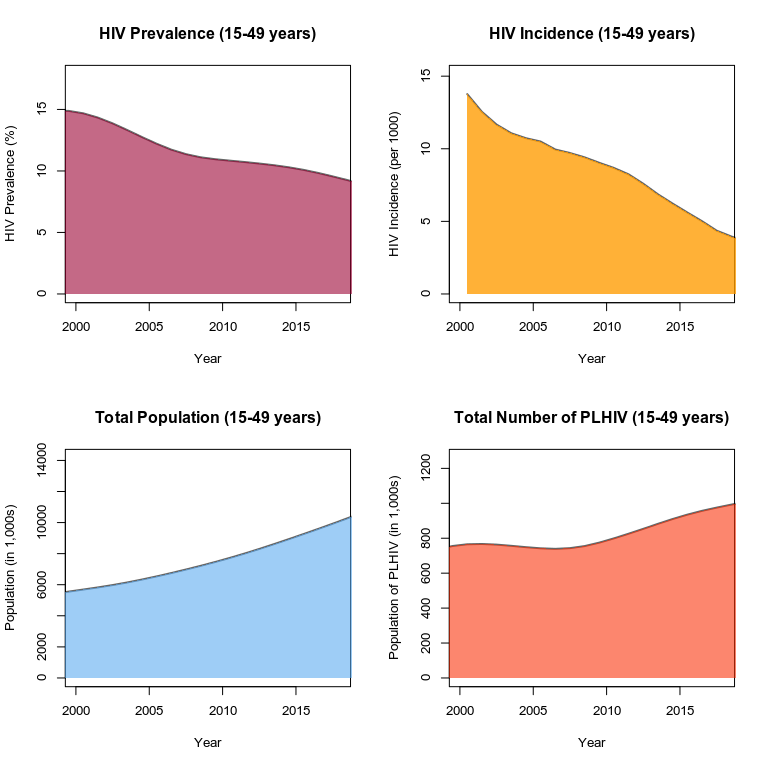 HIV Prevalence (15-49 years)
HIV Prevalence (%)
15
10
5
0
2000 2005 2010 2015
Year
HIV Incidence (15-49 years)
HIV Incidence (per 1000)
15
10
5
0
2000 2005 2010 2015
Year
Total Population (15-49 years)
Population (in 1,000s)
14000
10000
6000
2000
0
2000 2005 2010 2015
Year
Total Number of PLHIV (15-49 years)
Population of PLHIV (in 1,000s)
1200
800
600
400
200
0
2000 2005 2010 2015
Year